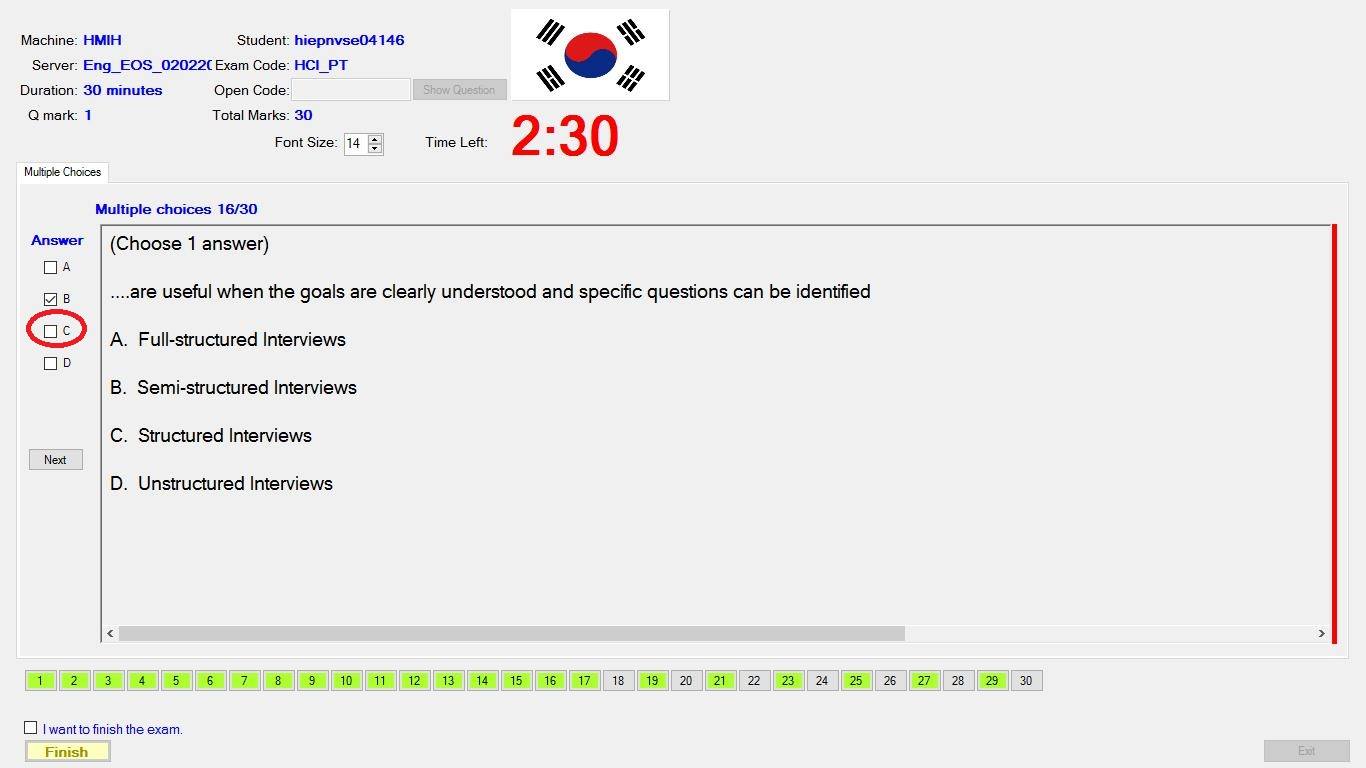 Machine: HMIH Student: hiepnvse04146
Server: Eng_EOS_020220 Exam Code: HCI_PT
Duration: 30 minutes Open Code: Show Question
Q mark: 1 Total Marks: 30
Font Size: 14 Time Left: 2:30
Multiple Choices
Multiple choices 16/30
Answer
(Choose 1 answer)
A
....are useful when the goals are clearly understood and specific questions can be identified
B
C
A. Full-structured Interviews
D
B. Semi-structured Interviews
C. Structured Interviews
Next
D. Unstructured Interviews
1 2 3 4 5 6 7 8 9 10 11 12 13 14 15 16 17 18 19 20 21 22 23 24 25 26 27 28 29 30
I want to finish the exam.
Finish Exit